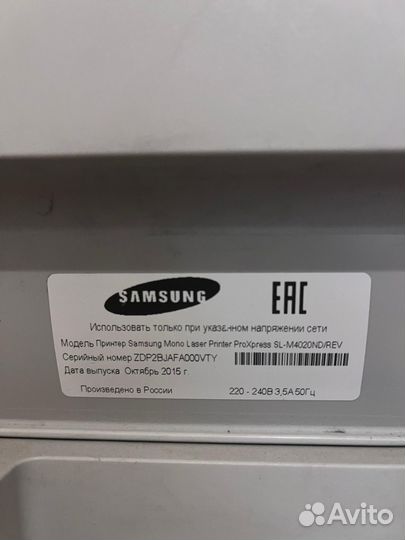 SAMSUNG
EAC
Использовать только при указанном напряжении сети
Модель Принтер Samsung Mono Laser Printer ProXpress SL-M4020ND/REV
Серийный номер ZDP2BJAFA000VTY
Дата выпуска Октябрь 2015 г.
Произведено в России 220 - 240В 3,5А 50Гц
Avito